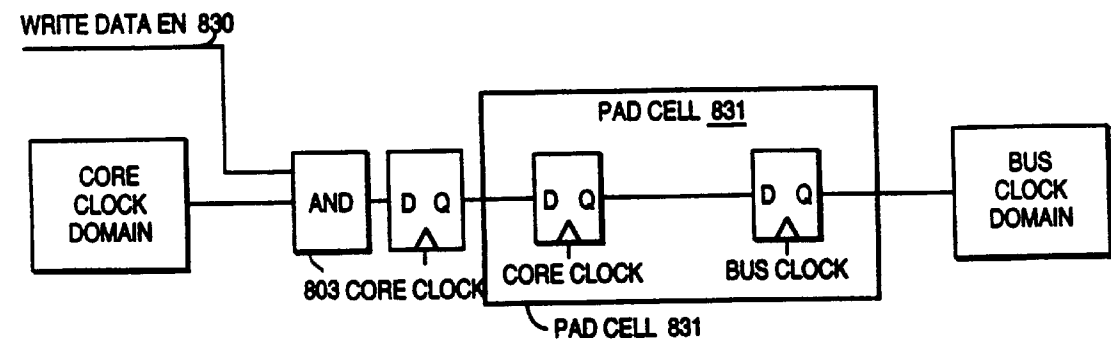 WRITE DATA EN 830
PAD CELL 831
CORE
CLOCK
DOMAIN
AND
D Q
D Q
D Q
BUS
CLOCK
DOMAIN
803 CORE CLOCK
CORE CLOCK
BUS CLOCK
PAD CELL 831